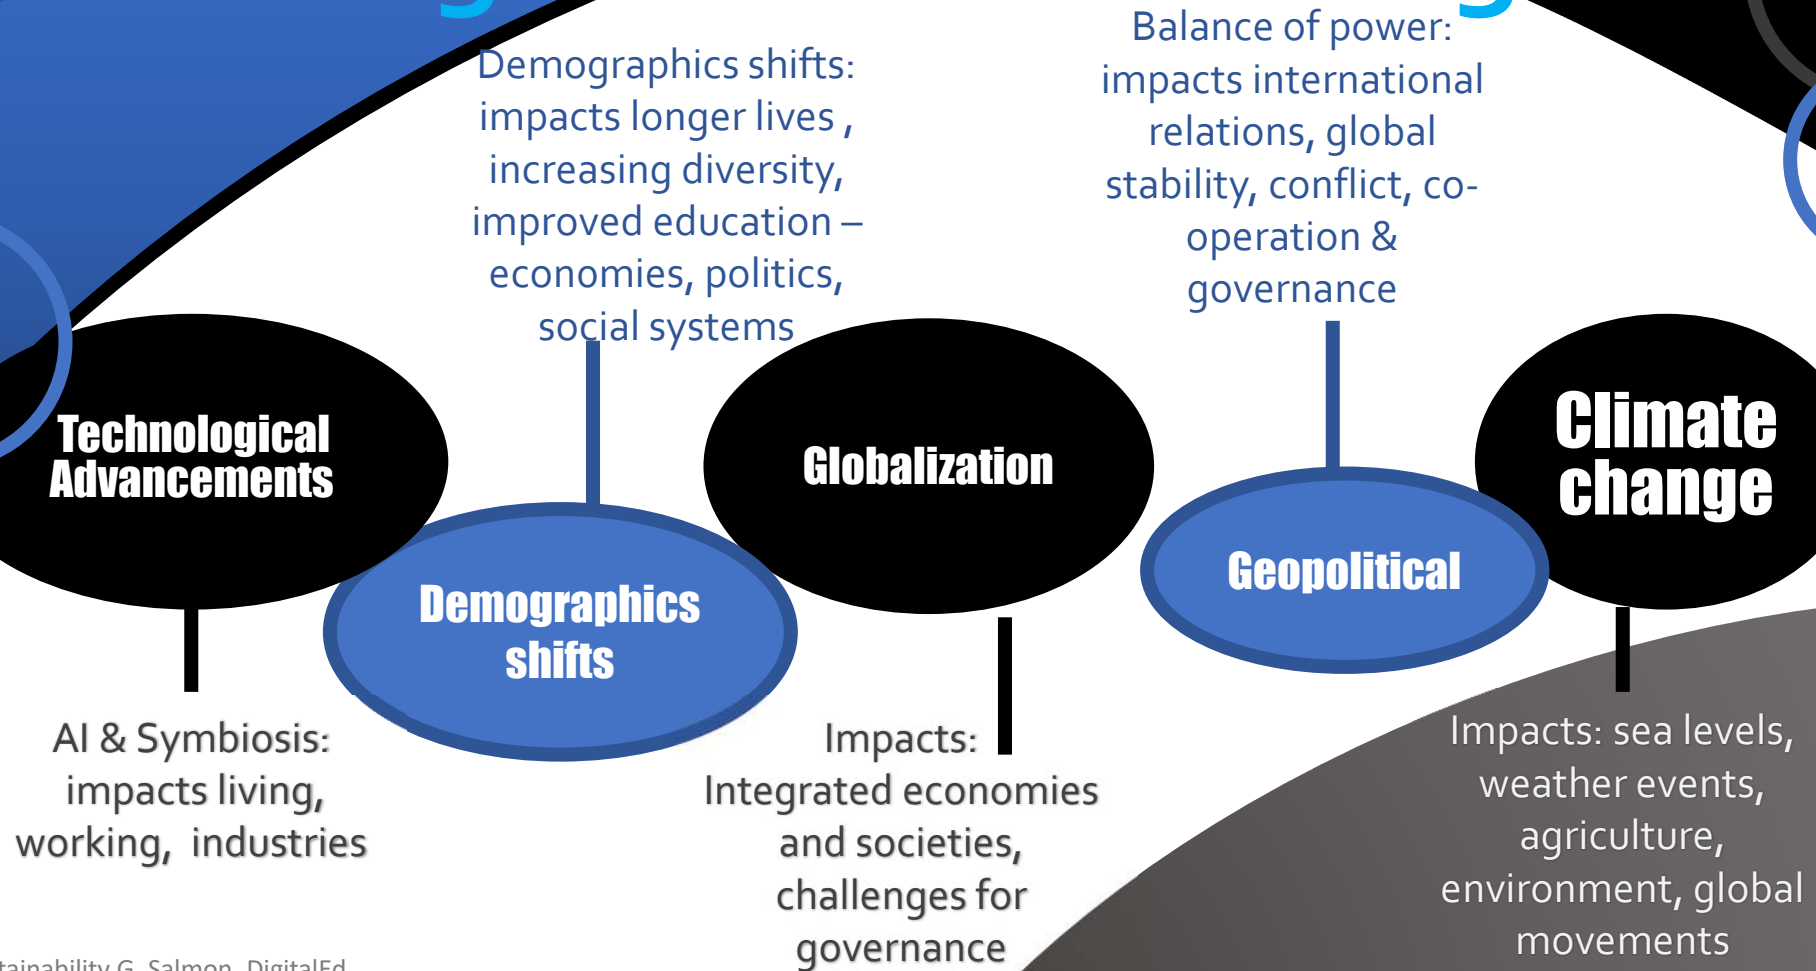 Demographics shifts:
impacts longer lives ,
increasing diversity,
improved education –
economies, politics,
social systems
Balance of power:
impacts international
relations, global
stability, conflict, co-
operation &
governance
Technological
Advancements
Demographics
shifts
Globalization
Geopolitical
Climate
change
AI & Symbiosis:
impacts living,
working,  industries
Impacts:
Integrated economies
and societies,
challenges for
governance
Impacts: sea levels,
weather events,
agriculture,
environment, global
movements
G. Salmon, DigitalEd